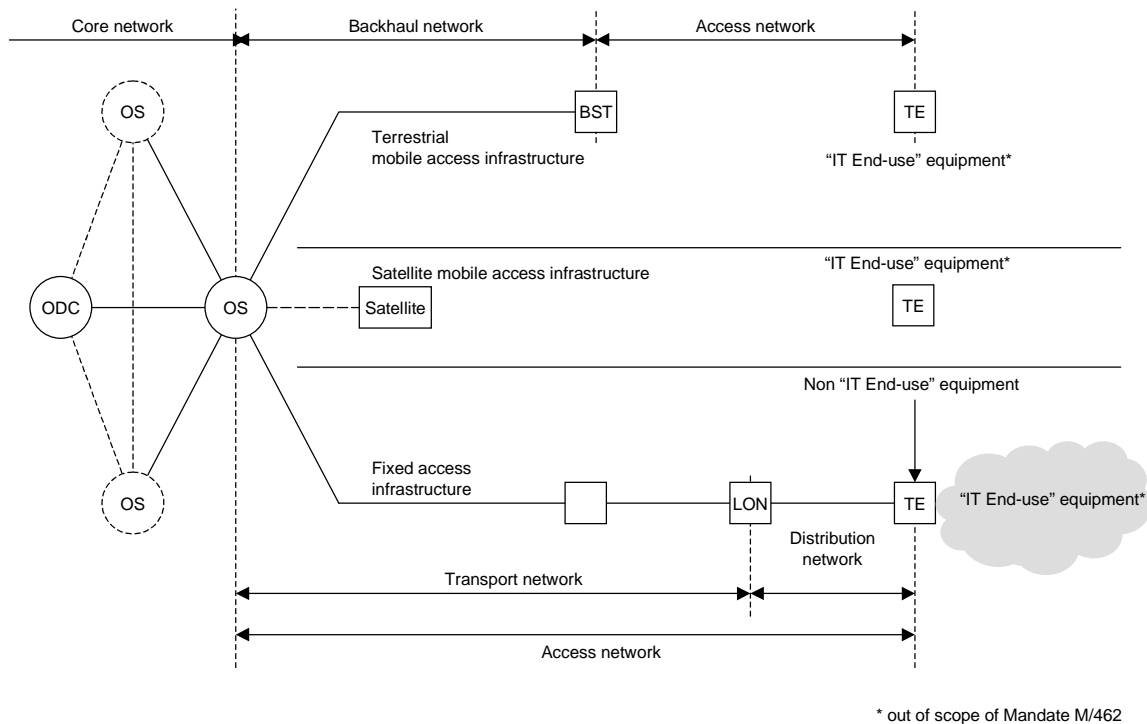 Core network
Backhaul network
Access network
OS
BST
TE
Terrestrial
mobile access infrastructure
“IT End-use” equipment*
“IT End-use” equipment*
Satellite mobile access infrastructure
ODC
OS
Satellite
TE
Non “IT End-use” equipment
Fixed access
infrastructure
OS
LON
TE
“IT End-use” equipment*
Distribution
network
Transport network
Access network
* out of scope of Mandate M/462